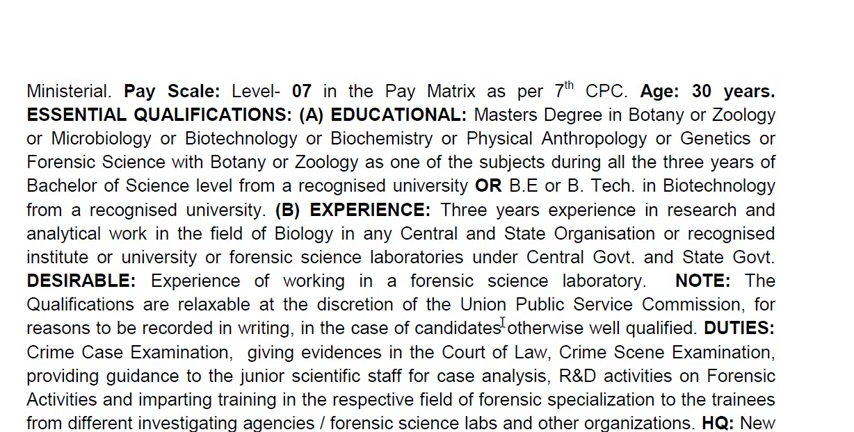 Ministerial. Pay Scale: Level- 07 in the Pay Matrix as per 7th CPC. Age: 30 years.
ESSENTIAL QUALIFICATIONS: (A) EDUCATIONAL: Masters Degree in Botany or Zoology
or Microbiology or Biotechnology or Biochemistry or Physical Anthropology or Genetics or
Forensic Science with Botany or Zoology as one of the subjects during all the three years of
Bachelor of Science level from a recognised university OR B.E or B. Tech. in Biotechnology
from a recognised university. (B) EXPERIENCE: Three years experience in research and
analytical work in the field of Biology in any Central and State Organisation or recognised
institute or university or forensic science laboratories under Central Govt. and State Govt.
DESIRABLE: Experience of working in a forensic science laboratory. NOTE: The
Qualifications are relaxable at the discretion of the Union Public Service Commission, for
reasons to be recorded in writing, in the case of candidates otherwise well qualified. DUTIES:
Crime Case Examination, giving evidences in the Court of Law, Crime Scene Examination,
providing guidance to the junior scientific staff for case analysis, R&D activities on Forensic
Activities and imparting training in the respective field of forensic specialization to the trainees
from different investigating agencies / forensic science labs and other organizations. HQ: New